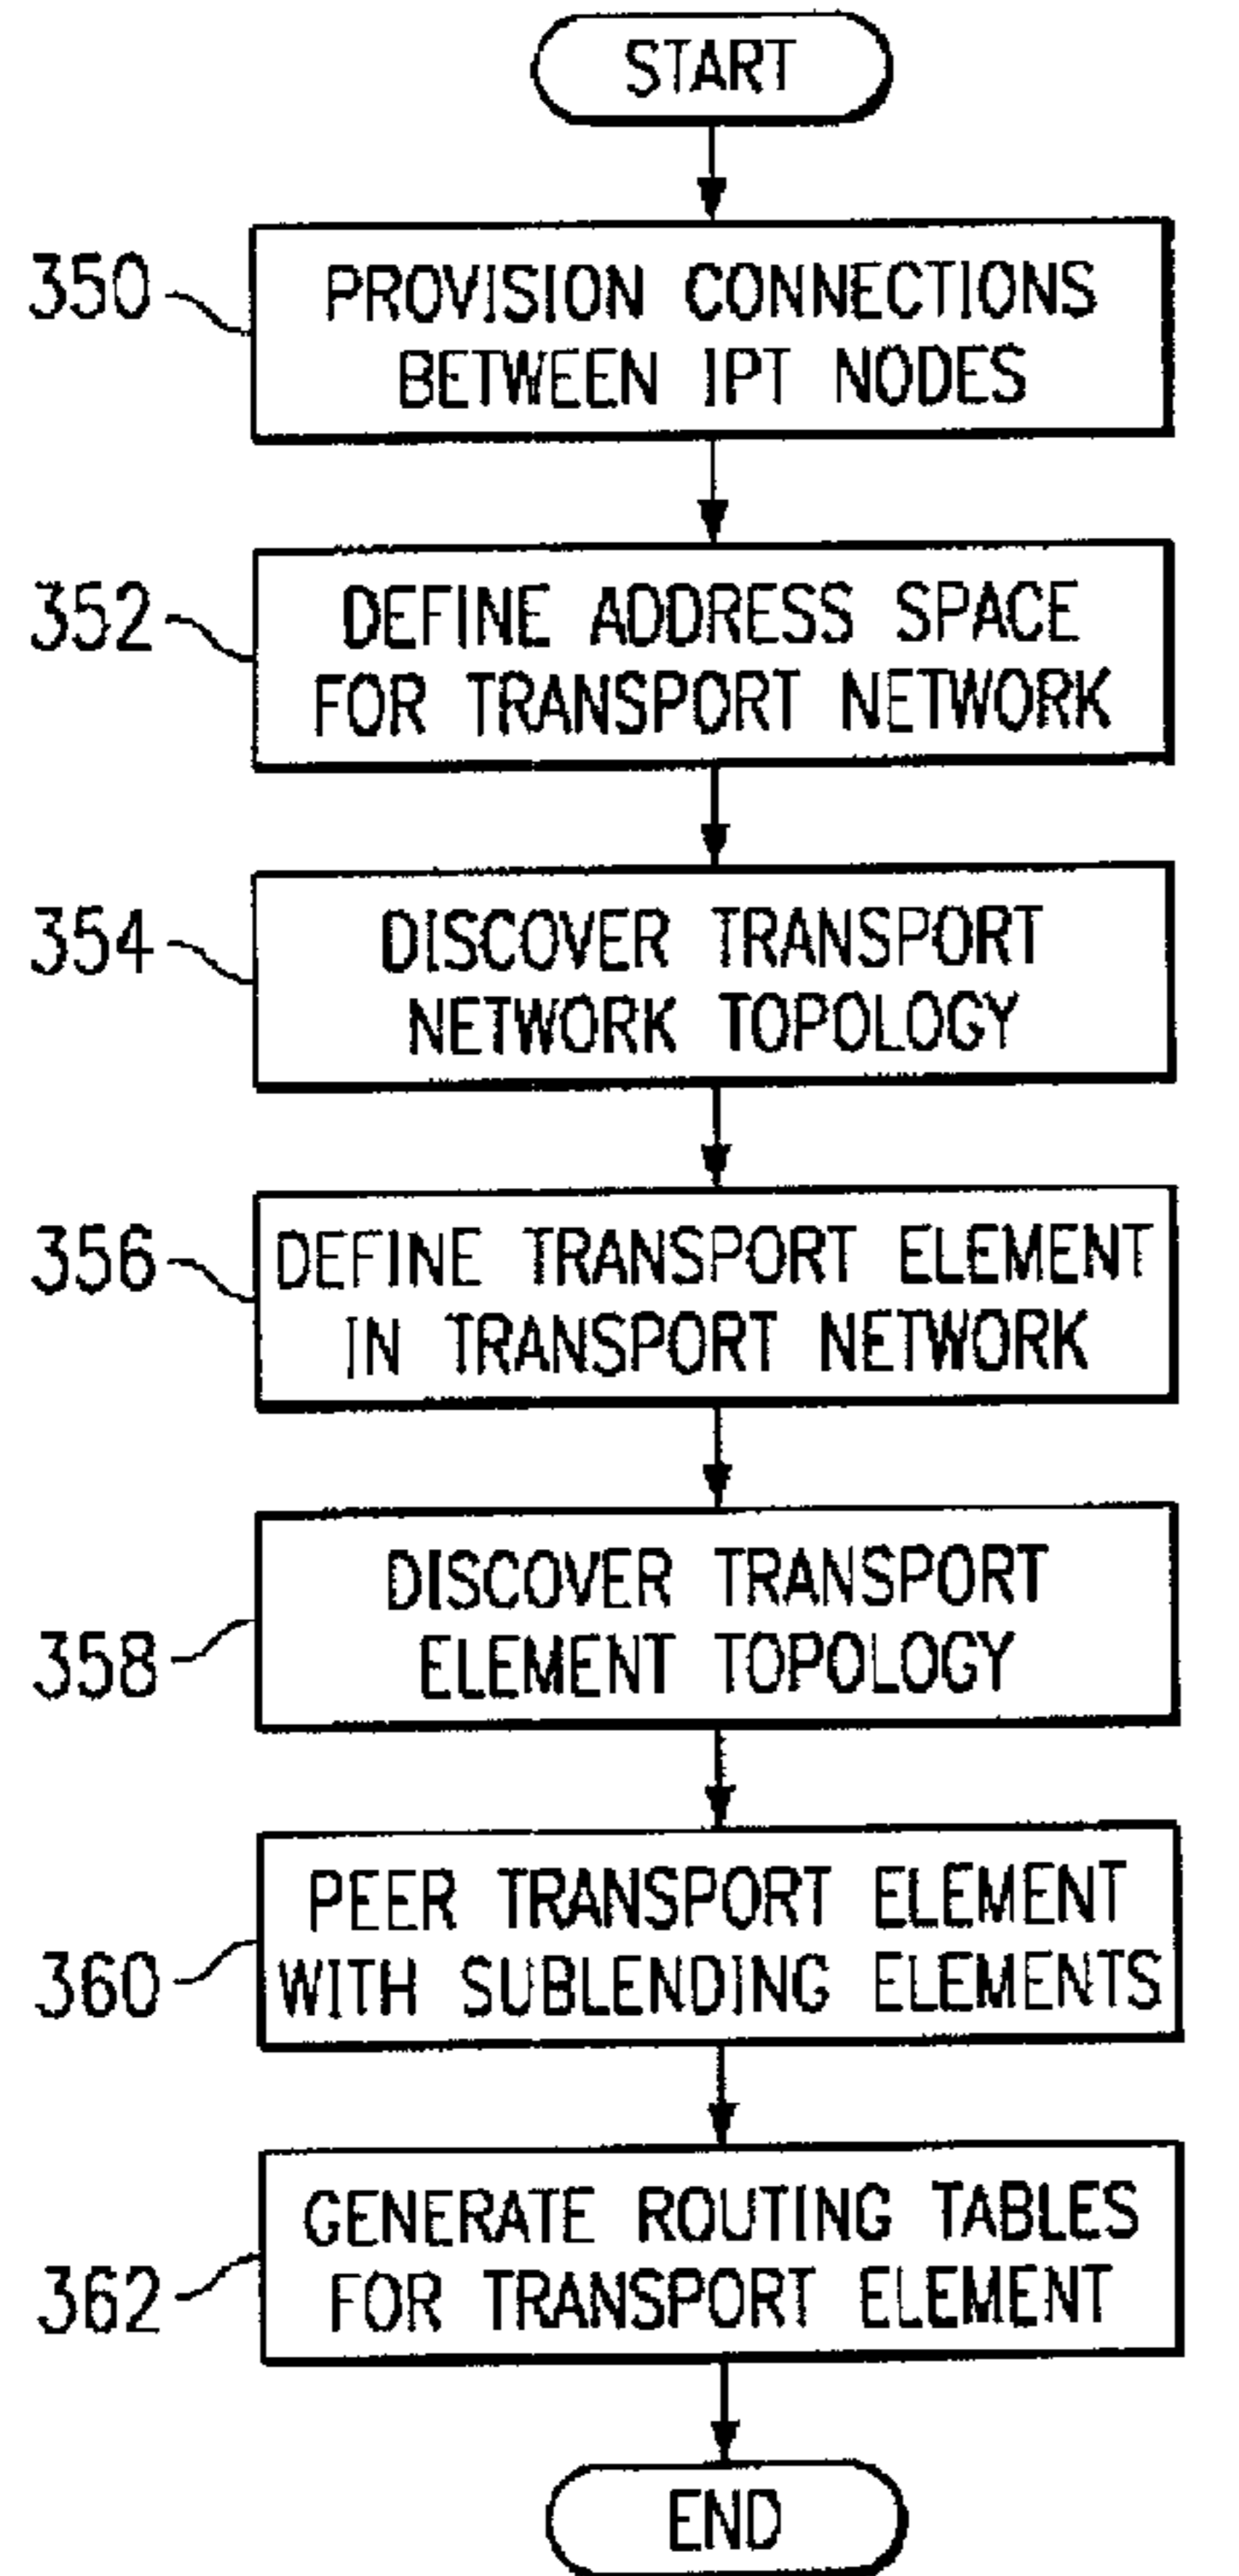 START
350
PROVISION CONNECTIONS
BETWEEN IPT NODES
352
DEFINE ADDRESS SPACE
FOR TRANSPORT NETWORK
354
DISCOVER TRANSPORT
NETWORK TOPOLOGY
356
DEFINE TRANSPORT ELEMENT
IN TRANSPORT NETWORK
358
DISCOVER TRANSPORT
ELEMENT TOPOLOGY
360
PEER TRANSPORT ELEMENT
WITH SUBLENDING ELEMENTS
362
GENERATE ROUTING TABLES
FOR TRANSPORT ELEMENT
END